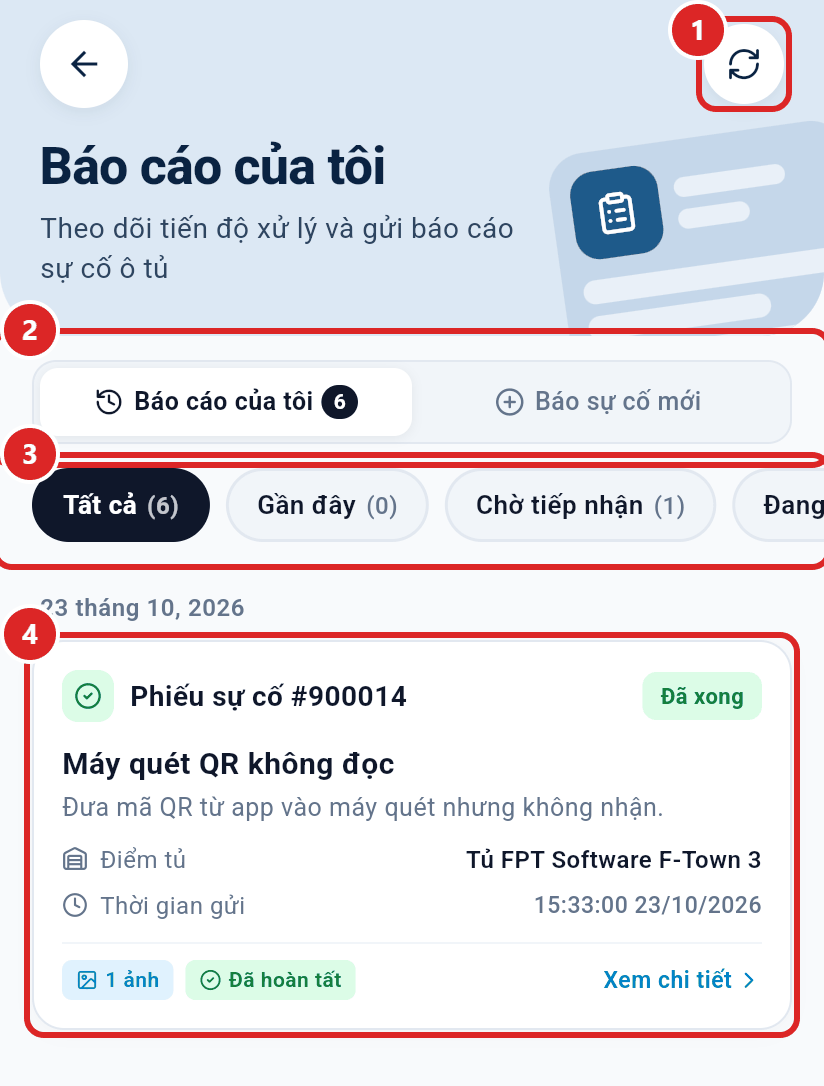 1
Báo cáo của tôi
Theo dõi tiến độ xử lý và gửi báo cáo
sự cố ô tủ
2
Báo cáo của tôi 6
Báo sự cố mới
3
Tất cả (6)
Gần đây (0)
Chờ tiếp nhận (1)
Đang
23 tháng 10, 2026
4
Phiếu sự cố #900014
Đã xong
Máy quét QR không đọc
Đưa mã QR từ app vào máy quét nhưng không nhận.
Điểm tủ
Tủ FPT Software F-Town 3
Thời gian gửi
15:33:00 23/10/2026
1 ảnh
Đã hoàn tất
Xem chi tiết